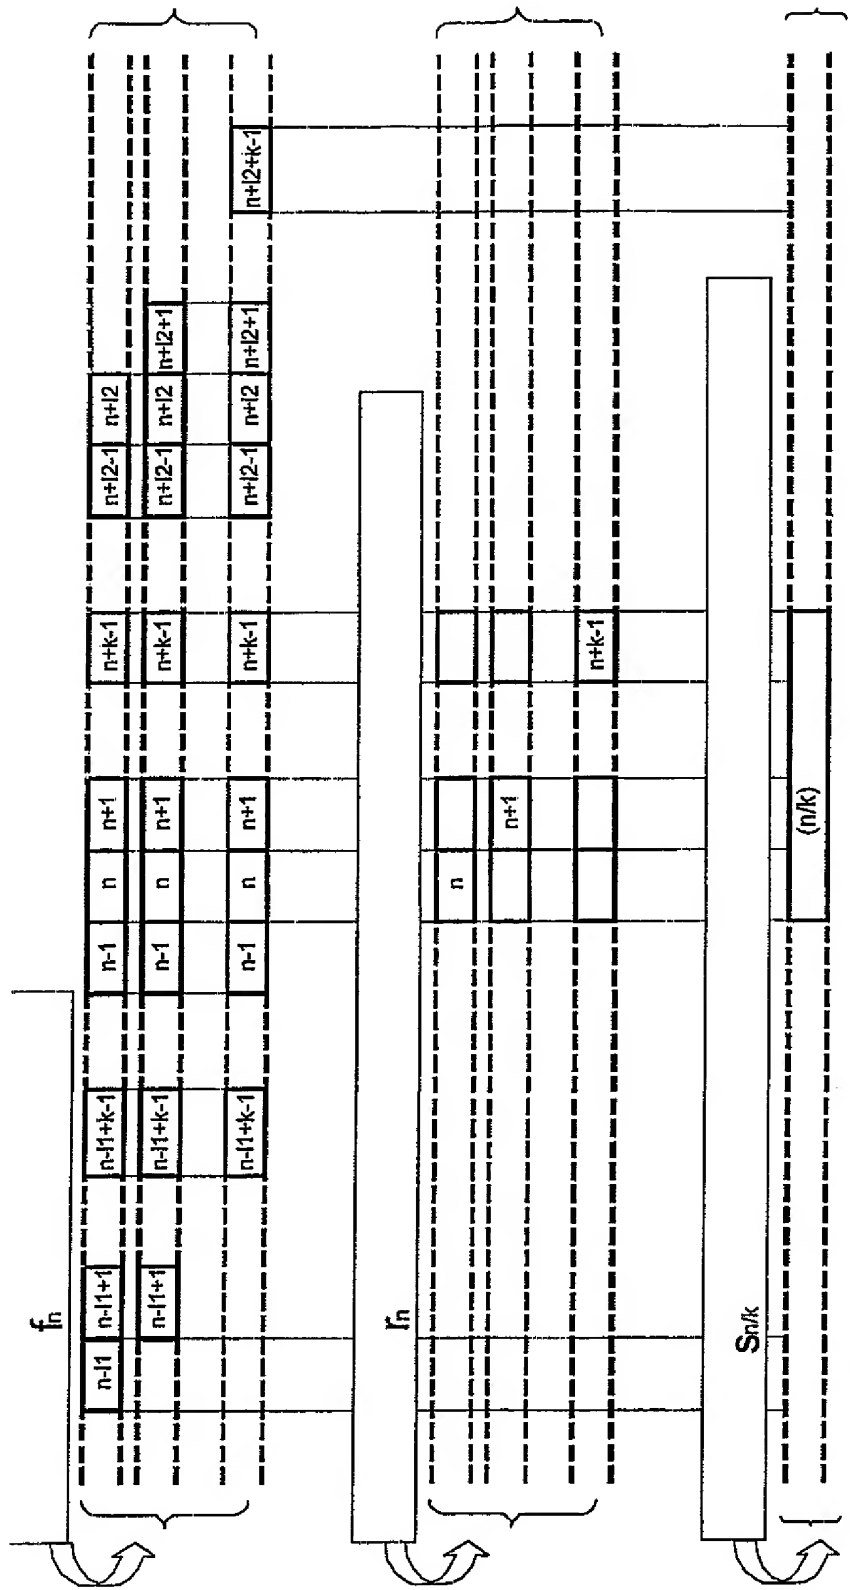 fn
n-l1 n-l1+1 n-l1+k-1 n-1 n n+1 n+k-1 n+l2-1 n+l2
n-l1+1 n-l1+k-1 n-1 n n+1 n+k-1 n+l2-1 n+l2 n+l2+1
n-l1+k-1 n-1 n n+1 n+k-1 n+l2-1 n+l2 n+l2+1 n+l2+k-1
rn
n
n+1
n+k-1
Sn/k
(n/k)